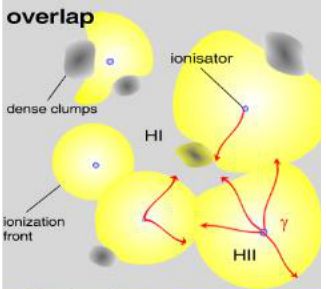 overlap
ionisator
dense clumps
HI
ionization
front
γ
HII